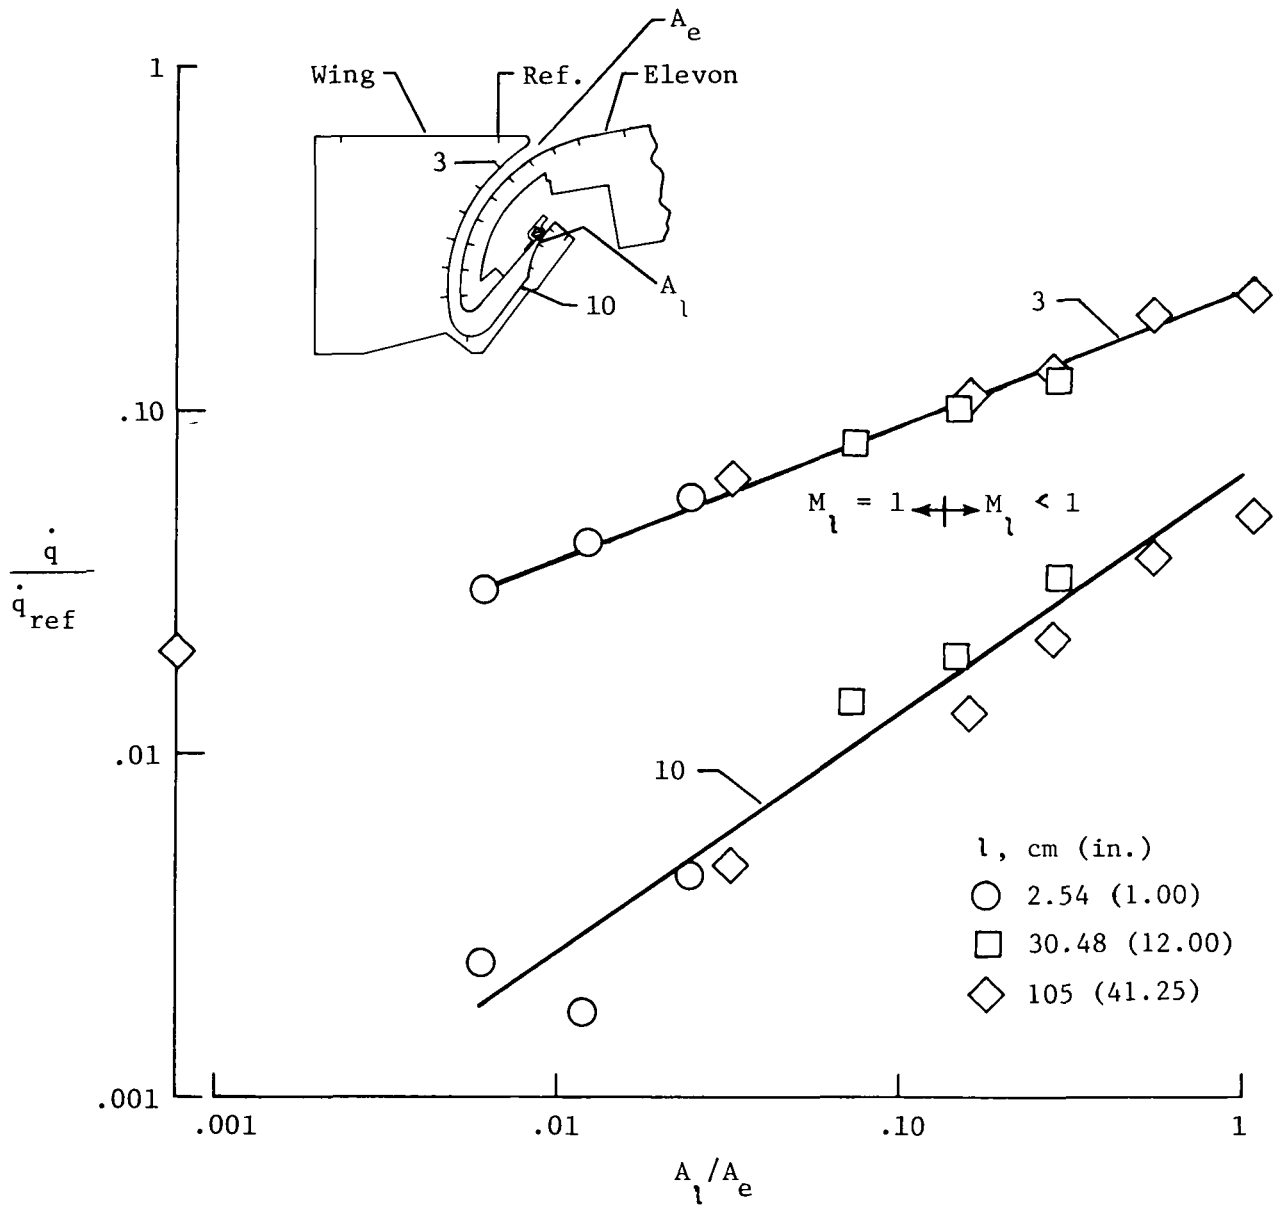 A_e
1
Wing
Ref.
Elevon
3
A_l
10
3
.10
M_l = 1
M_l < 1
q̇
q̇_ref
.01
10
l, cm (in.)
2.54 (1.00)
30.48 (12.00)
105 (41.25)
.001
.001
.01
.10
1
A_l/A_e